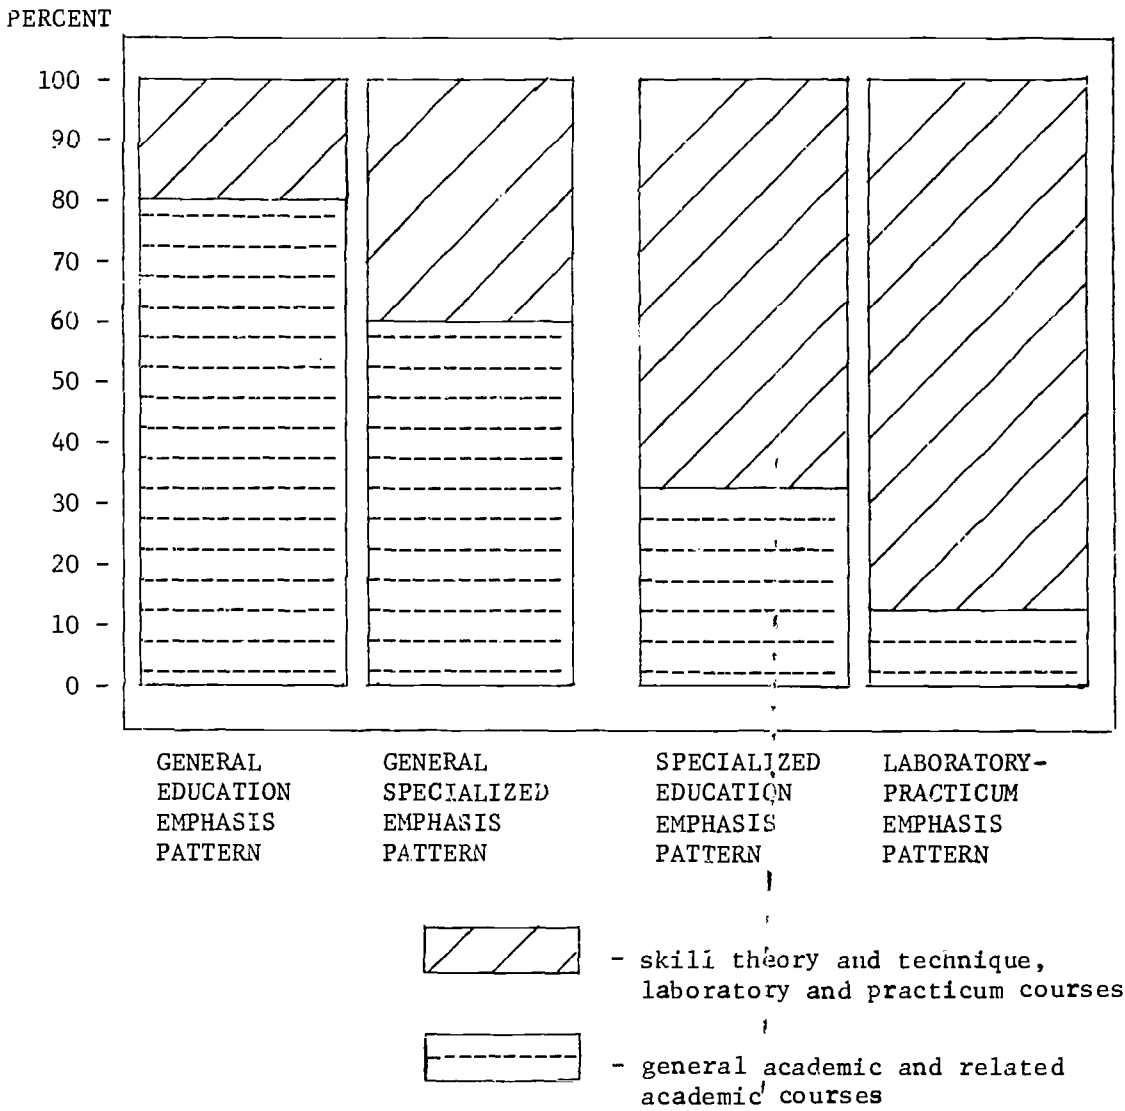 PERCENT
100 -
90 -
80 -
70 -
60 -
50 -
40 -
30 -
20 -
10 -
0 -
GENERAL
EDUCATION
EMPHASIS
PATTERN
GENERAL
SPECIALIZED
EMPHASIS
PATTERN
SPECIALIZED
EDUCATION
EMPHASIS
PATTERN
LABORATORY-
PRACTICUM
EMPHASIS
PATTERN
- skill theory and technique,
laboratory and practicum courses
- general academic and related
academic courses